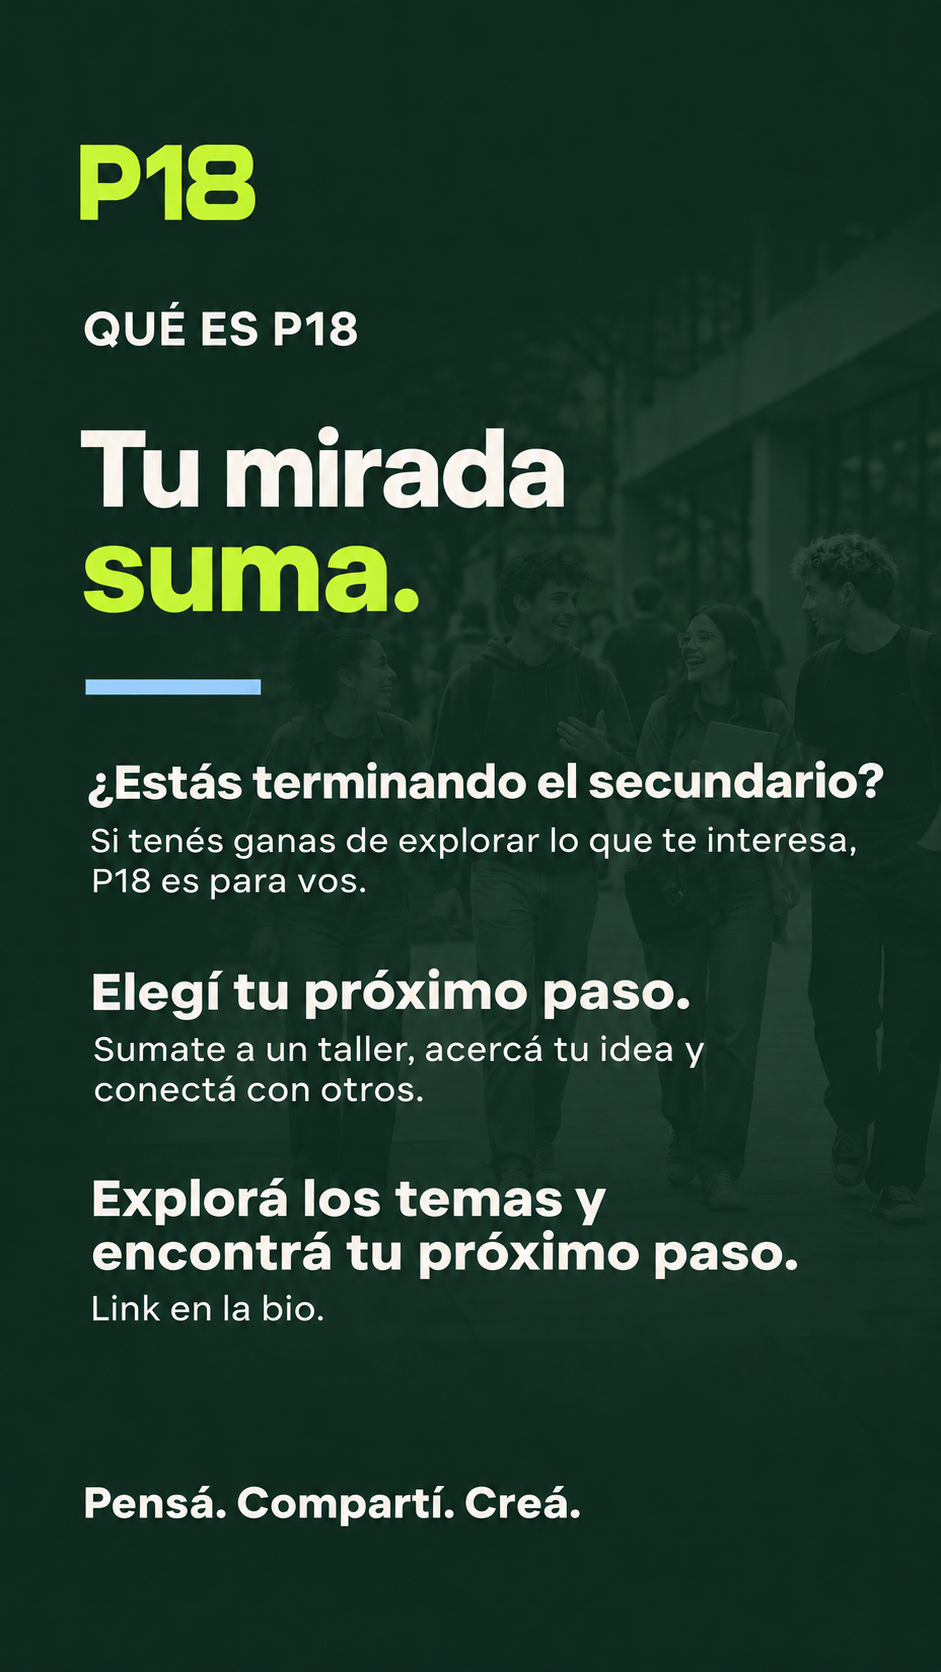 P18
QUÉ ES P18
Tu mirada
suma.
¿Estás terminando el secundario?
Si tenés ganas de explorar lo que te interesa,
P18 es para vos.
Elegí tu próximo paso.
Sumate a un taller, acercá tu idea y
conectá con otros.
Explorá los temas y
encontrá tu próximo paso.
Link en la bio.
Pensá. Compartí. Creá.